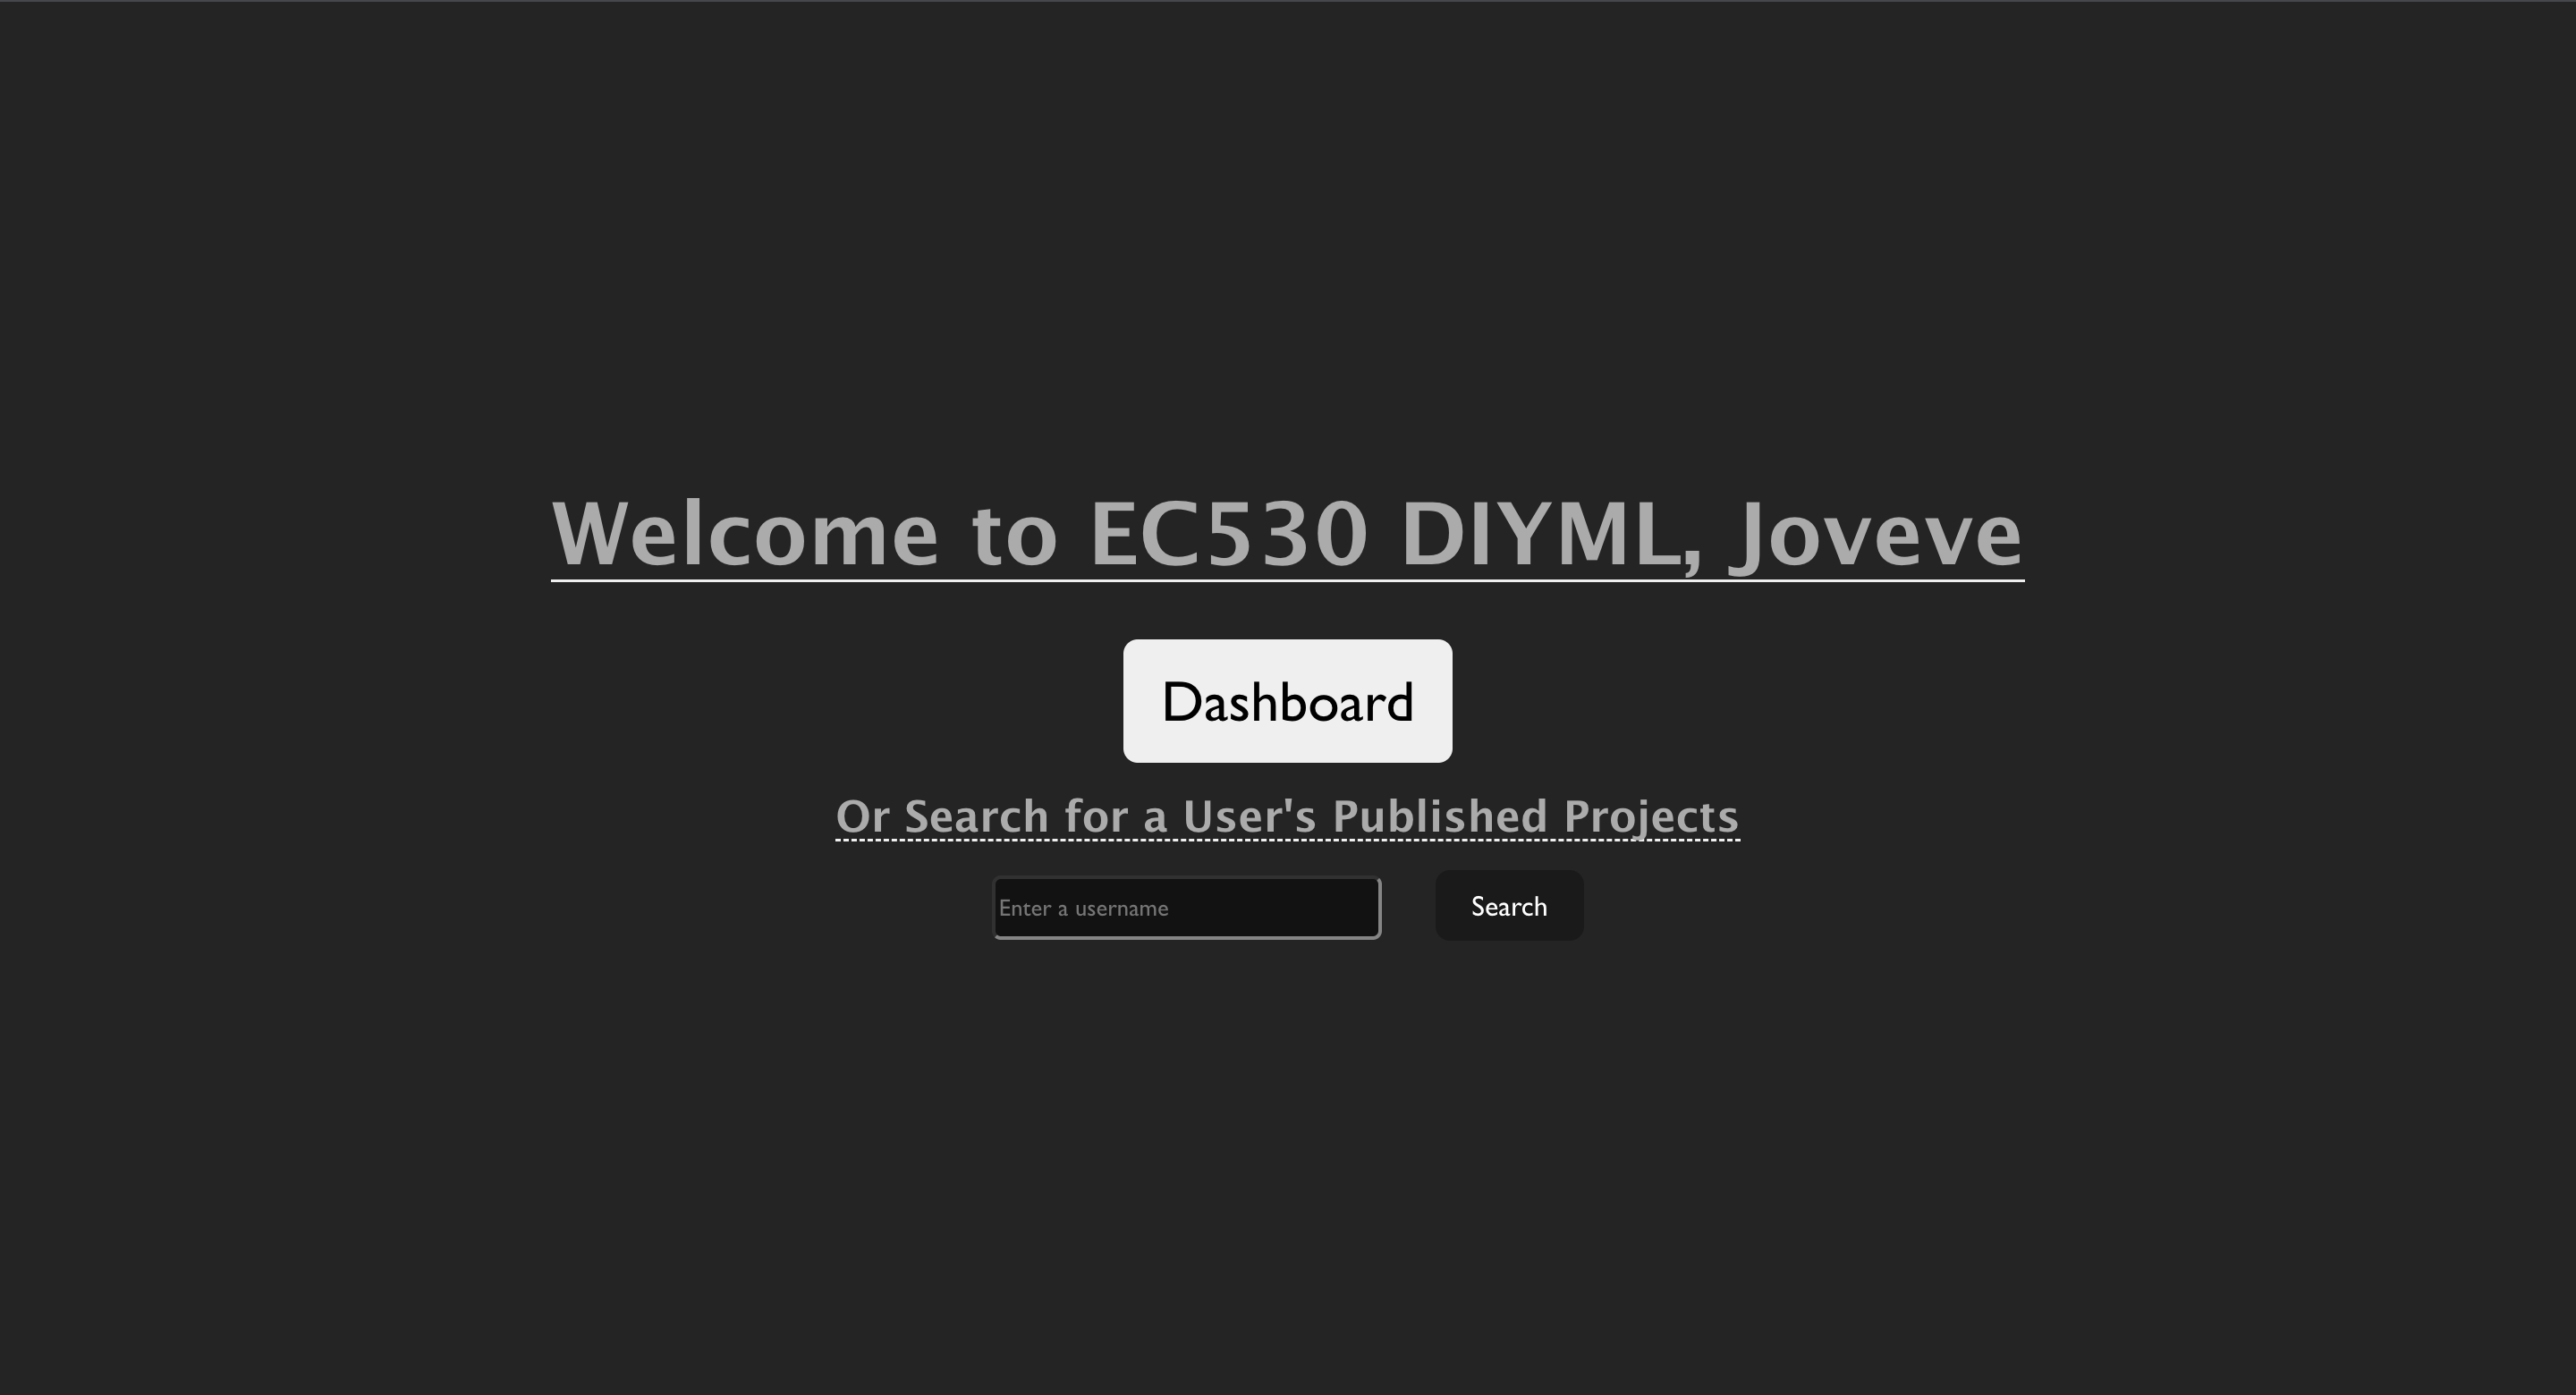 Welcome to EC530 DIYML, Joveve
Dashboard
Or Search for a User's Published Projects
Enter a username
Search